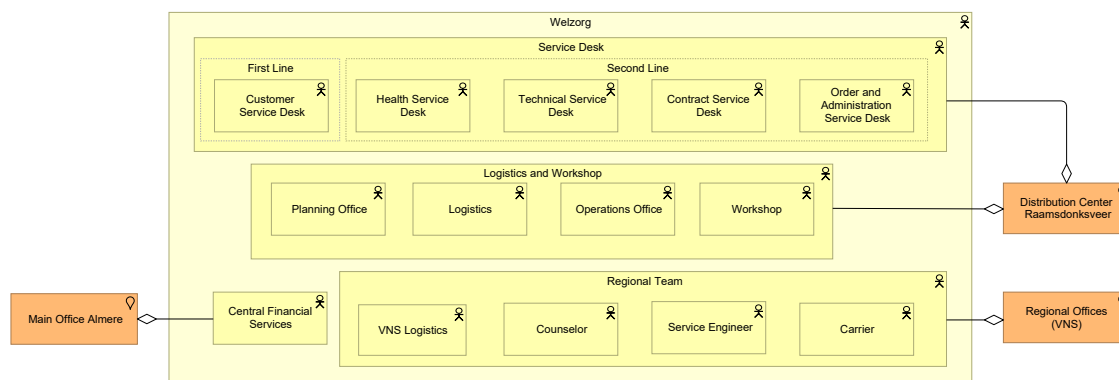 Welzorg
Service Desk
First Line
Second Line
Customer
Service Desk
Health Service
Desk
Technical Service
Desk
Contract Service
Desk
Order and
Administration
Service Desk
Logistics and Workshop
Planning Office
Logistics
Operations Office
Workshop
Distribution Center
Raamsdonksveer
Regional Team
Main Office Almere
Central Financial
Services
VNS Logistics
Counselor
Service Engineer
Carrier
Regional Offices
(VNS)